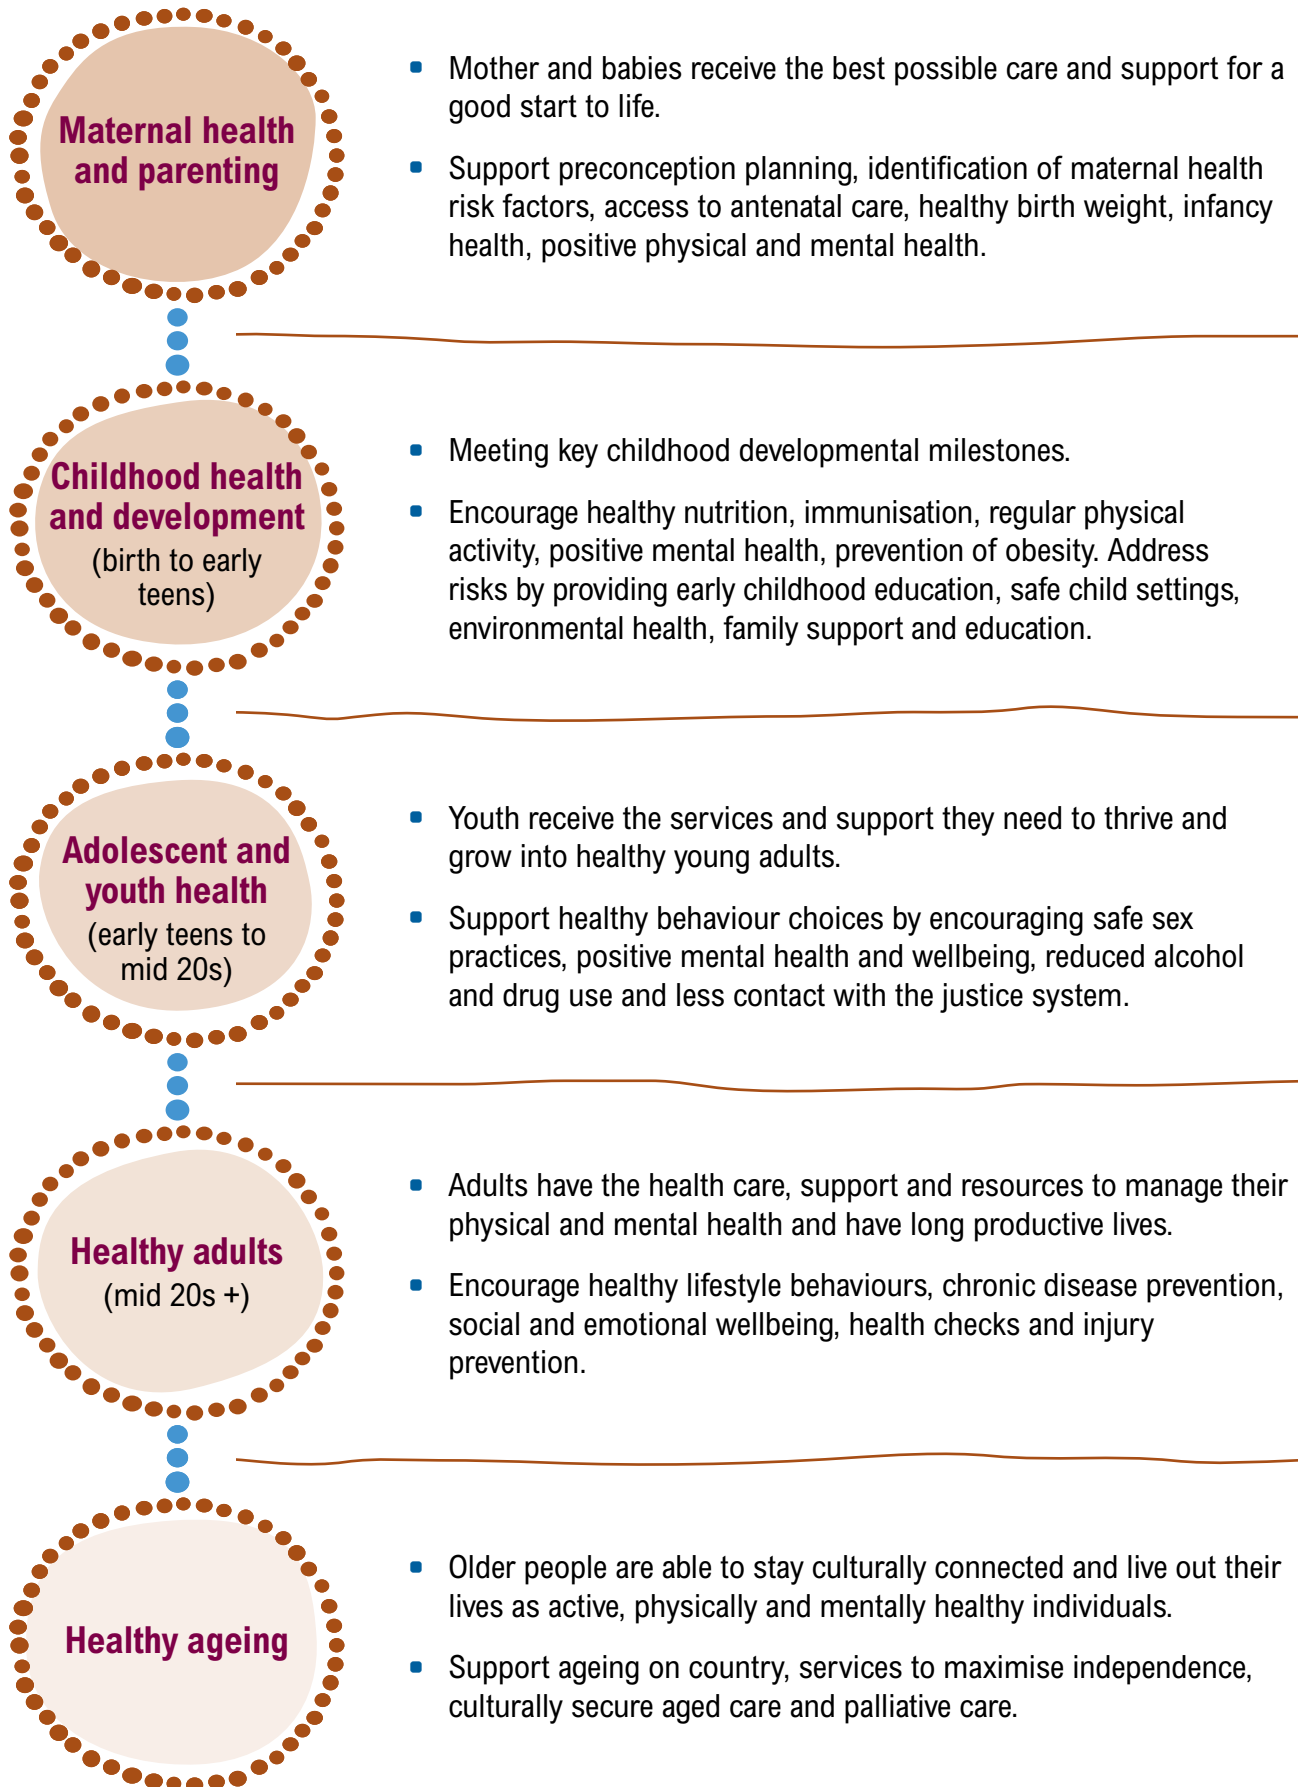 Maternal health
and parenting
Mother and babies receive the best possible care and support for a
good start to life.
Support preconception planning, identification of maternal health
risk factors, access to antenatal care, healthy birth weight, infancy
health, positive physical and mental health.
Childhood health
and development
(birth to early
teens)
Meeting key childhood developmental milestones.
Encourage healthy nutrition, immunisation, regular physical
activity, positive mental health, prevention of obesity. Address
risks by providing early childhood education, safe child settings,
environmental health, family support and education.
Adolescent and
youth health
(early teens to
mid 20s)
Youth receive the services and support they need to thrive and
grow into healthy young adults.
Support healthy behaviour choices by encouraging safe sex
practices, positive mental health and wellbeing, reduced alcohol
and drug use and less contact with the justice system.
Healthy adults
(mid 20s +)
Adults have the health care, support and resources to manage their
physical and mental health and have long productive lives.
Encourage healthy lifestyle behaviours, chronic disease prevention,
social and emotional wellbeing, health checks and injury
prevention.
Healthy ageing
Older people are able to stay culturally connected and live out their
lives as active, physically and mentally healthy individuals.
Support ageing on country, services to maximise independence,
culturally secure aged care and palliative care.